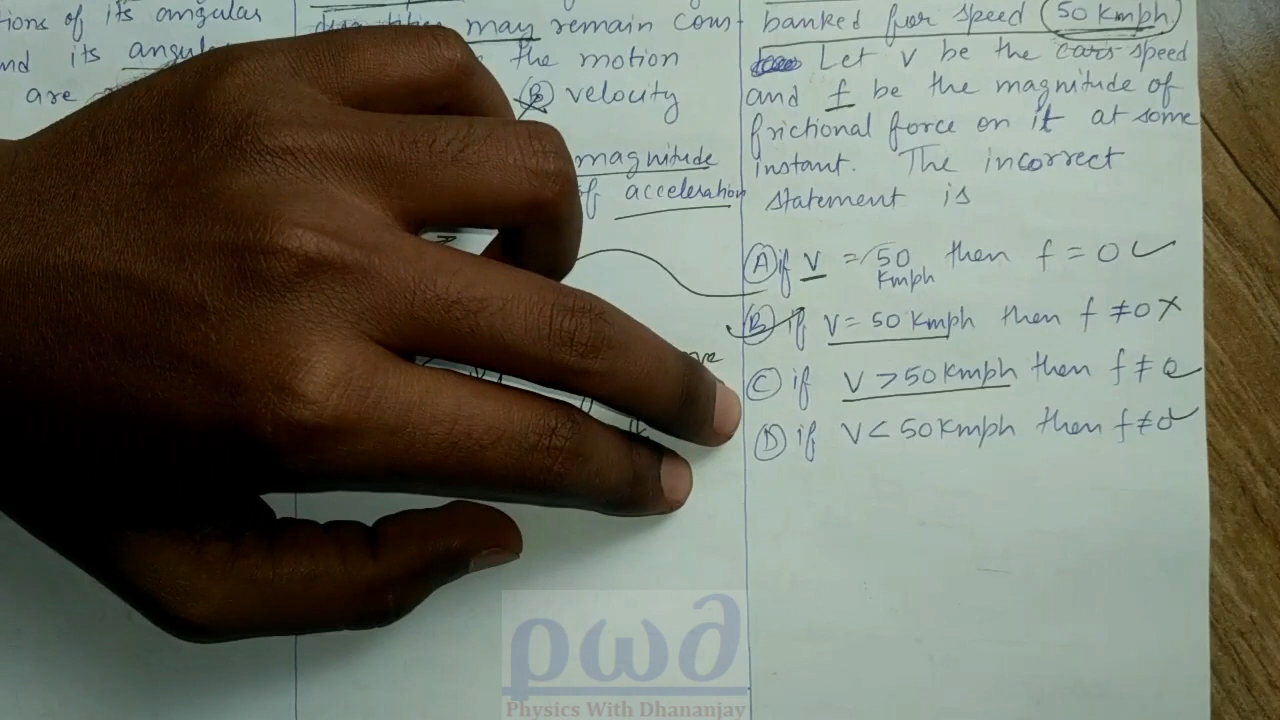 tions of its angular
nd its angular
are
may remain cons-
the motion
(B) velocity
magnitude
of acceleration
banked for speed (50 kmph)
Let v be the cars speed
and f be the magnitude of
frictional force on it at some
instant. The incorrect
statement is
(A) if v = 50 Kmph then f = 0 ✓
(B) if v = 50 Kmph then f ≠ 0 X
(C) if v > 50 Kmph then f ≠ 0
(D) if v < 50 Kmph then f ≠ 0
ρω∂
Physics With Dhananjay